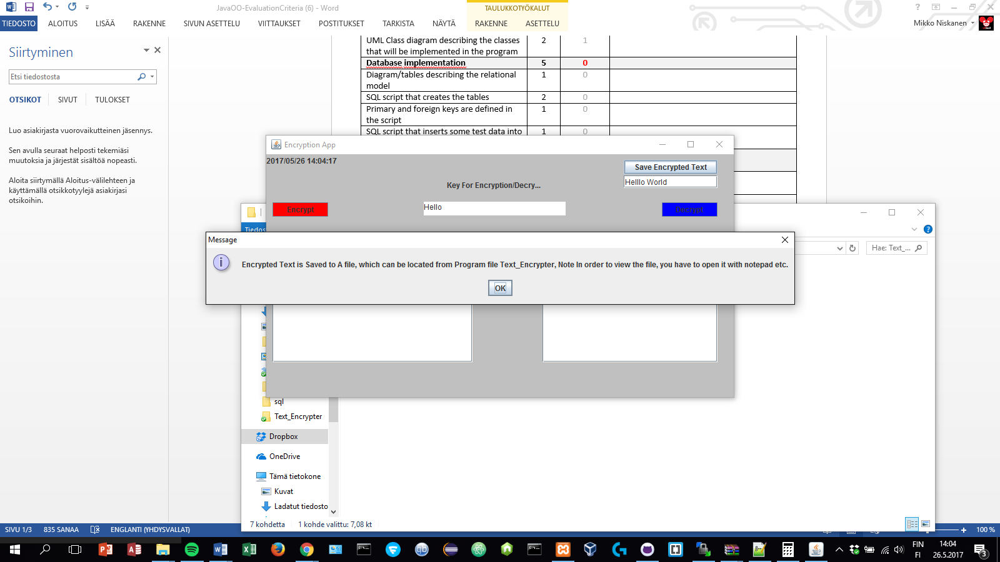 JavaOO-EvaluationCriteria (6) - Word
TAULUKKOTYÖKALUT
TIEDOSTO ALOITUS LISÄÄ RAKENNE SIVUN ASETTELU VIITTAUKSET POSTITUKSET TARKISTA NÄYTÄ RAKENNE ASETTELU
Mikko Niskanen
Siirtyminen
Etsi tiedostosta
OTSIKOT SIVUT TULOKSET
Luo asiakirjasta vuorovaikutteinen jäsennys.
Sen avulla seuraat helposti tekemiäsi
muutoksia ja järjestät sisältöä nopeasti.
Aloita siirtymällä Aloitus-välilehteen ja
käyttämällä otsikkotyylejä asiakirjasi
otsikoihin.
UML Class diagram describing the classes 2 1
that will be implemented in the program
Database implementation 5 0
Diagram/tables describing the relational 1 0
model
SQL script that creates the tables 2 0
Primary and foreign keys are defined in 1 0
the script
SQL script that inserts some test data into 1 0
Encryption App
2017/05/26 14:04:17
Save Encrypted Text
Helllo World
Key For Encryption/Decry...
Encrypt
Hello
Decrypt
Tiedos
Hae: Text_...
Message
Encrypted Text is Saved to A file, which can be located from Program file Text_Encrypter, Note In order to view the file, you have to open it with notepad etc.
OK
sql
Text_Encrypter
Dropbox
OneDrive
Tämä tietokone
Kuvat
Ladatut tiedosto
7 kohdetta 1 kohde valittu: 7,08 kt
SIVU 1/3 835 SANAA ENGLANTI (YHDYSVALLAT) 100 %
FIN
FI
14:04
26.5.2017
3